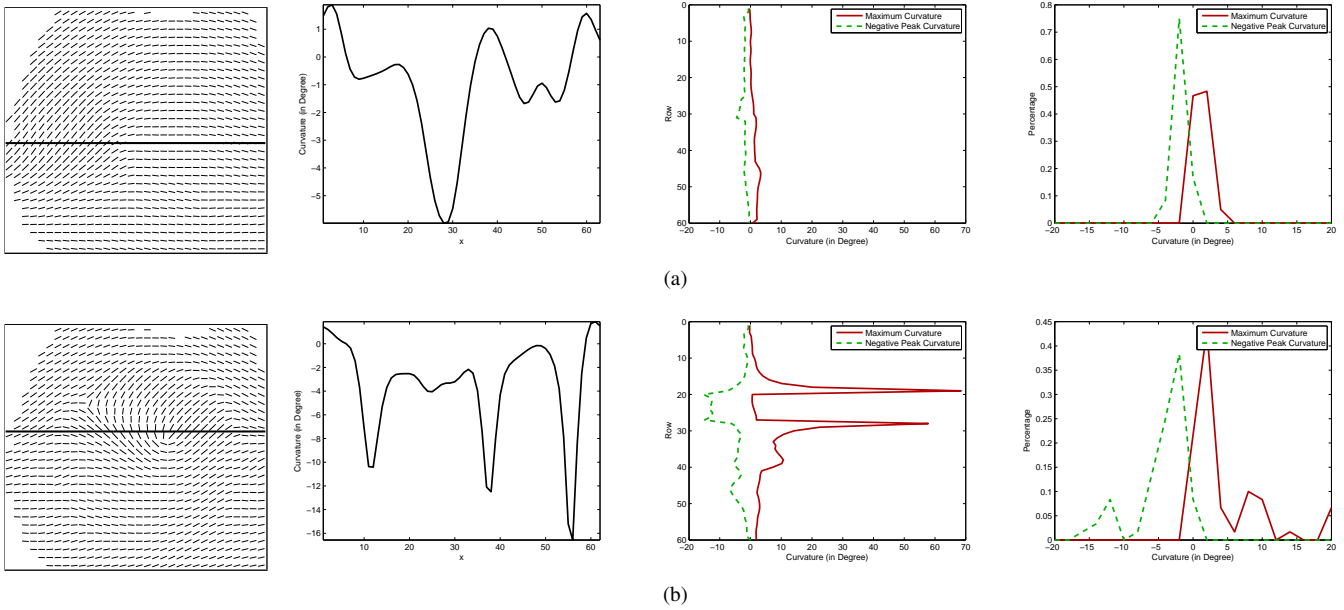 1
0
−1
−2
−3
−4
−5
Curvature (in Degree)
10 20 30 40 50 60
x
0
10
20
30
40
50
60
Row
Maximum Curvature
Negative Peak Curvature
−20 −10 0 10 20 30 40 50 60 70
Curvature (in Degree)
0.8
0.7
0.6
0.5
0.4
0.3
0.2
0.1
0
Percentage
Maximum Curvature
Negative Peak Curvature
−20 −15 −10 −5 0 5 10 15 20
Curvature (in Degree)
(a)
0
−2
−4
−6
−8
−10
−12
−14
−16
Curvature (in Degree)
10 20 30 40 50 60
x
0
10
20
30
40
50
60
Row
Maximum Curvature
Negative Peak Curvature
−20 −10 0 10 20 30 40 50 60 70
Curvature (in Degree)
0.45
0.4
0.35
0.3
0.25
0.2
0.15
0.1
0.05
0
Percentage
Maximum Curvature
Negative Peak Curvature
−20 −15 −10 −5 0 5 10 15 20
Curvature (in Degree)
(b)